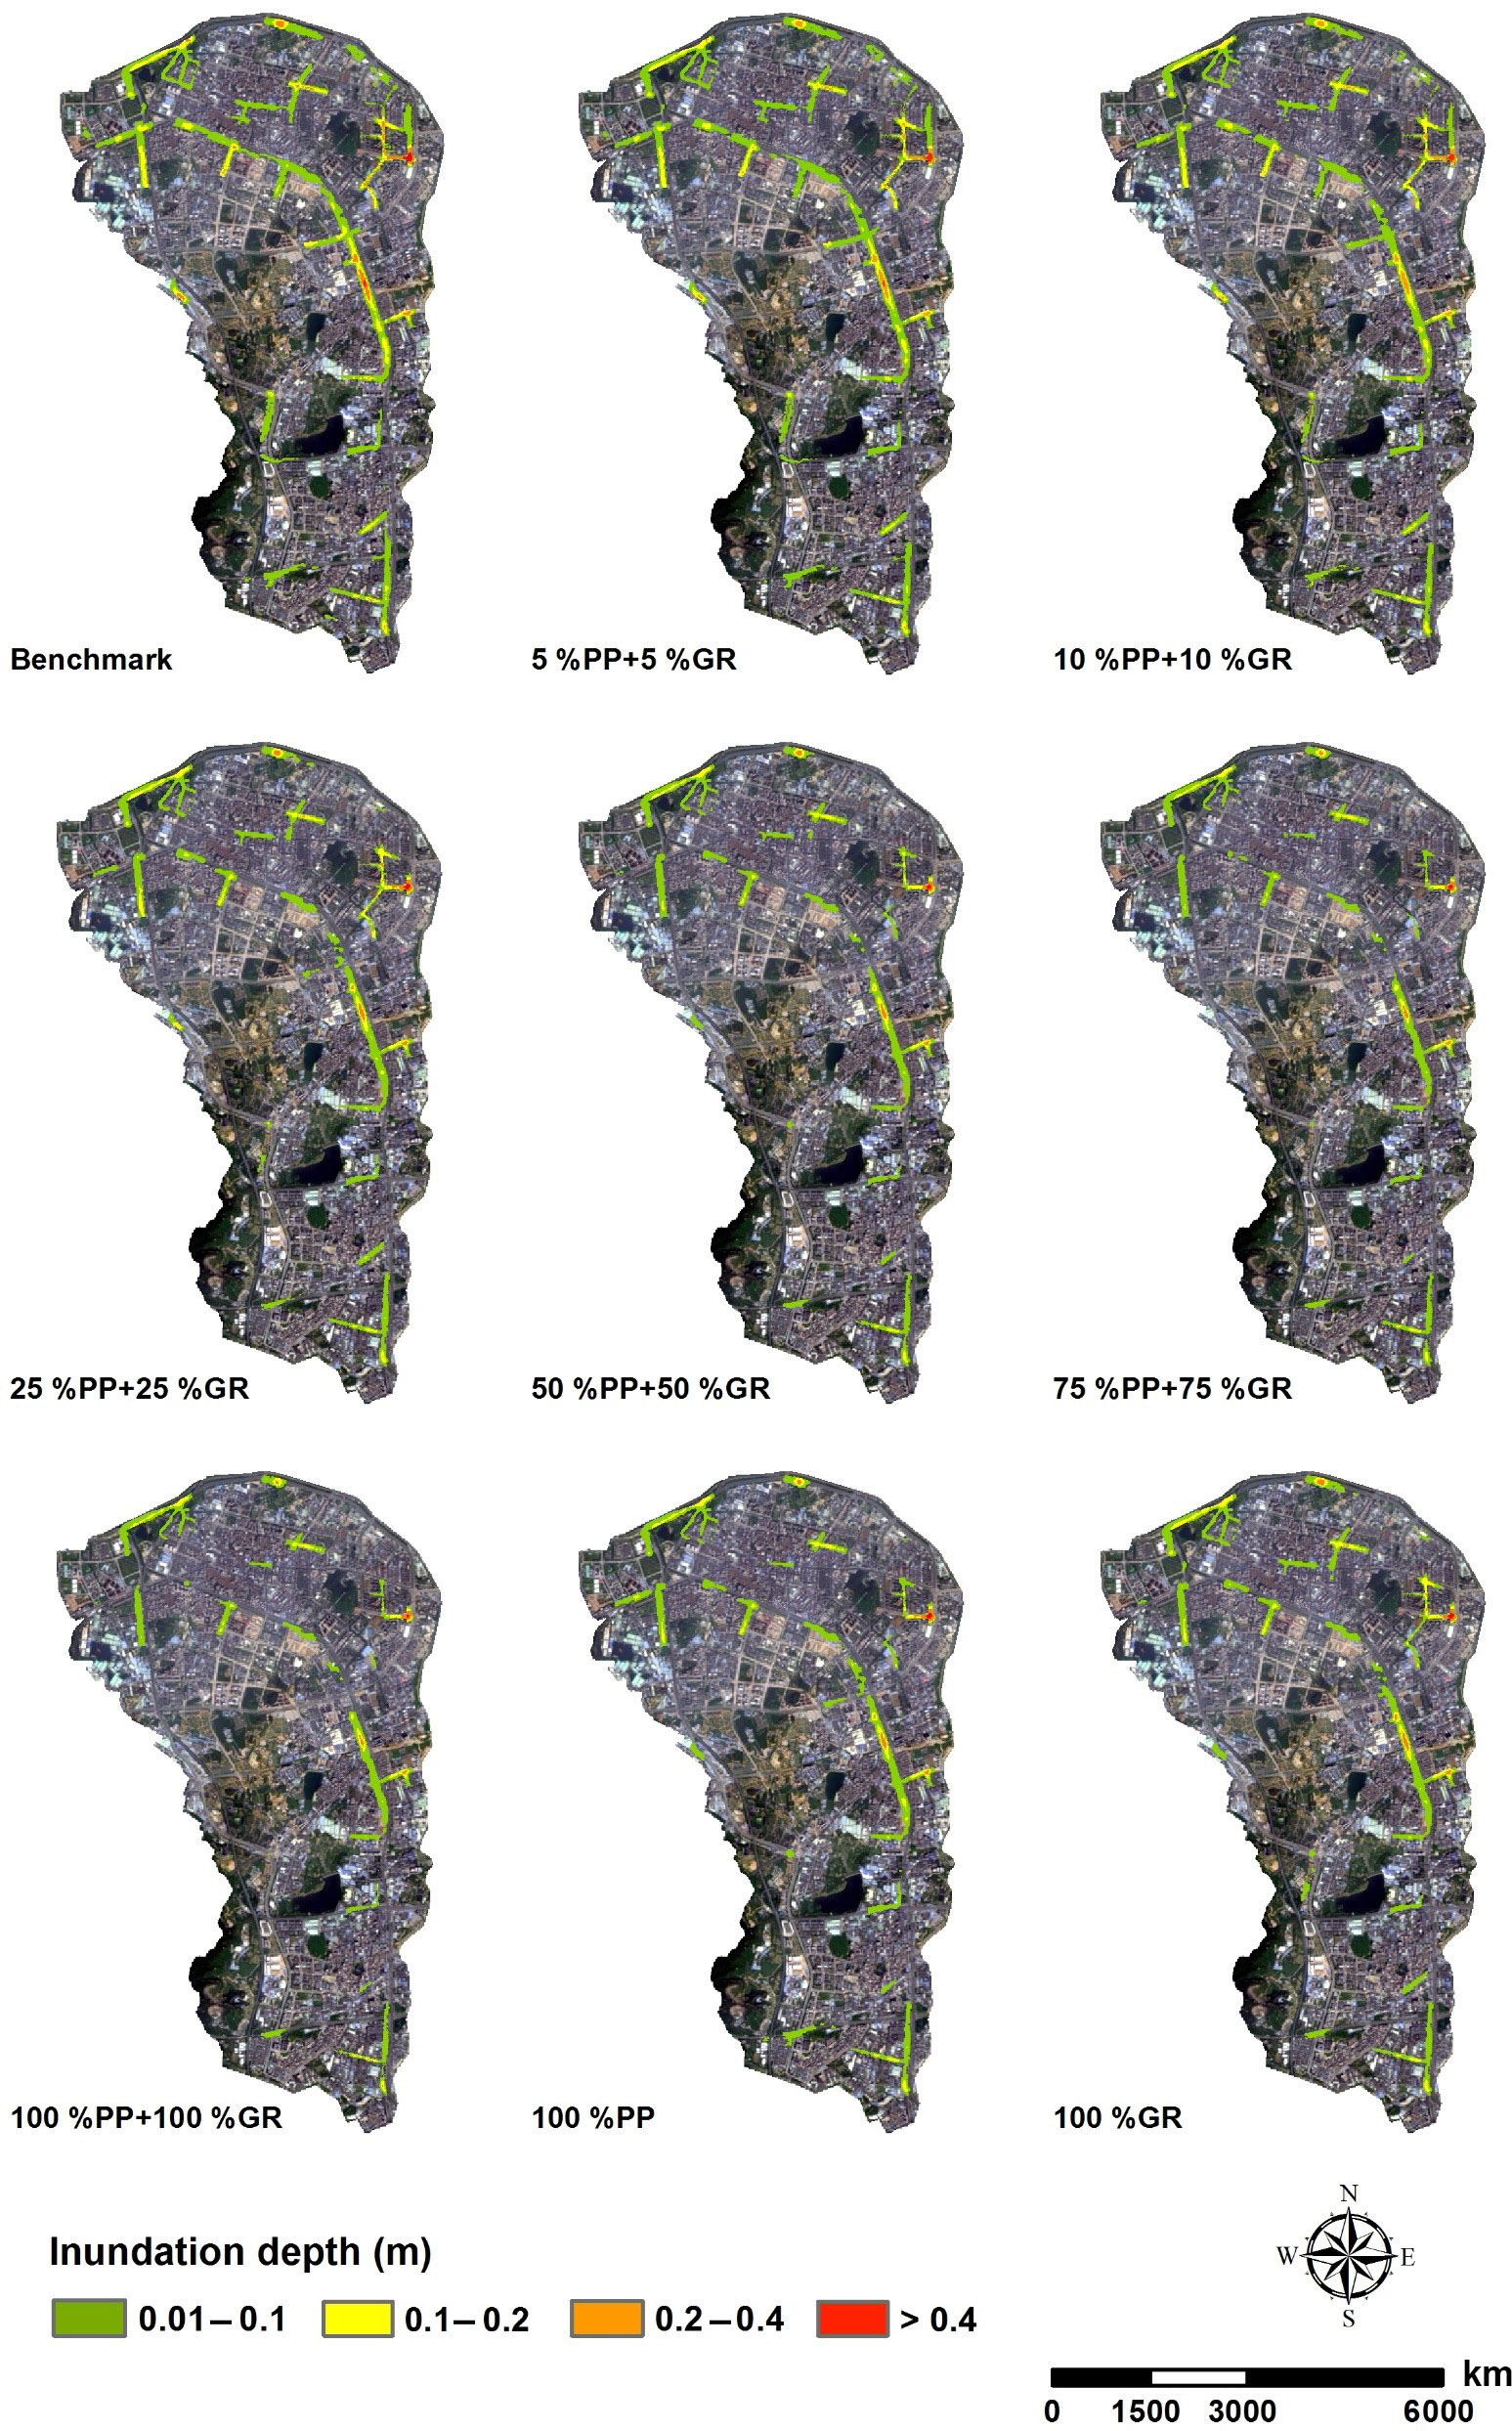 Benchmark
5 %PP+5 %GR
10 %PP+10 %GR
25 %PP+25 %GR
50 %PP+50 %GR
75 %PP+75 %GR
100 %PP+100 %GR
100 %PP
100 %GR
N
W E
S
Inundation depth (m)
0.01–0.1 0.1–0.2 0.2–0.4 > 0.4
km
0 1500 3000 6000